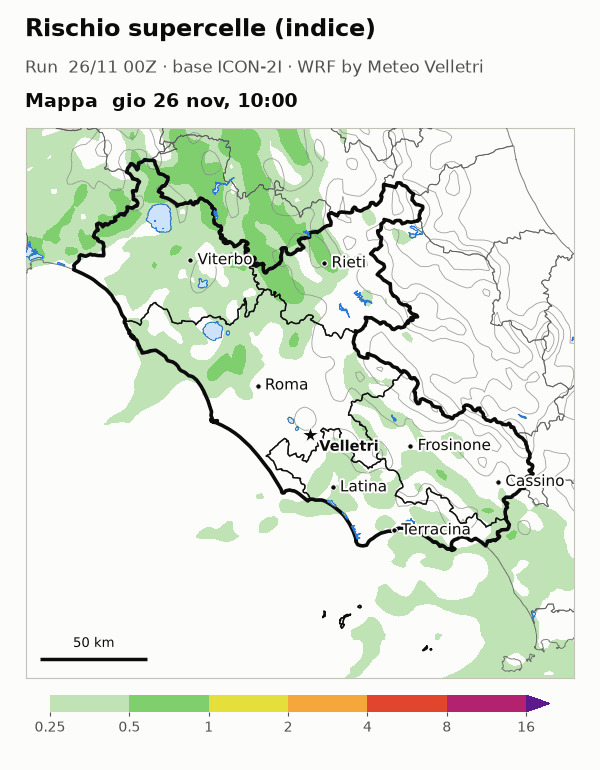 Rischio supercelle (indice)
Run  26/11 00Z · base ICON-2I · WRF by Meteo Velletri
Mappa  gio 26 nov, 10:00
Viterbo
Rieti
Roma
Velletri
Frosinone
Cassino
Latina
Terracina
50 km
0.25 0.5 1 2 4 8 16